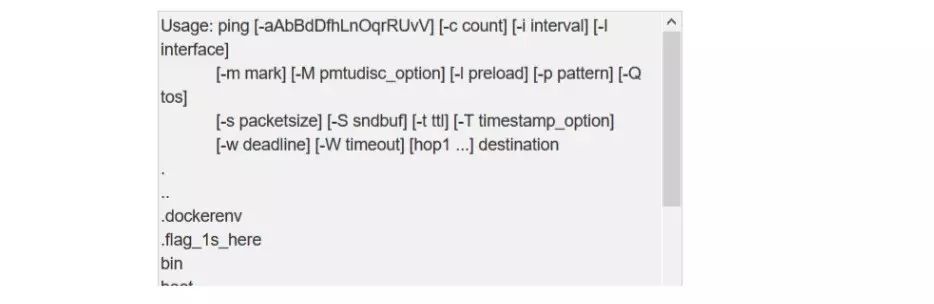 Usage: ping [-aAbBdDfhLnOqrRUvV] [-c count] [-i interval] [-I
interface]
[-m mark] [-M pmtudisc_option] [-l preload] [-p pattern] [-Q
tos]
[-s packetsize] [-S sndbuf] [-t ttl] [-T timestamp_option]
[-w deadline] [-W timeout] [hop1 ...] destination
.
..
.dockerenv
.flag_1s_here
bin